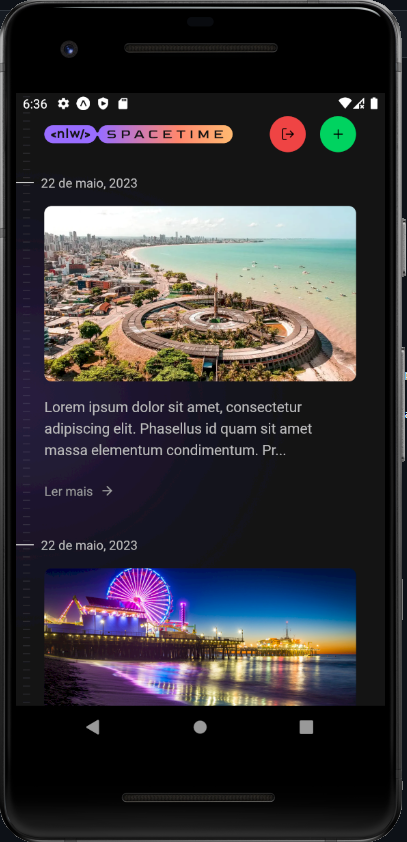 6:36
<nlw/> SPACETIME
22 de maio, 2023
Lorem ipsum dolor sit amet, consectetur
adipiscing elit. Phasellus id quam sit amet
massa elementum condimentum. Pr...
Ler mais →
22 de maio, 2023